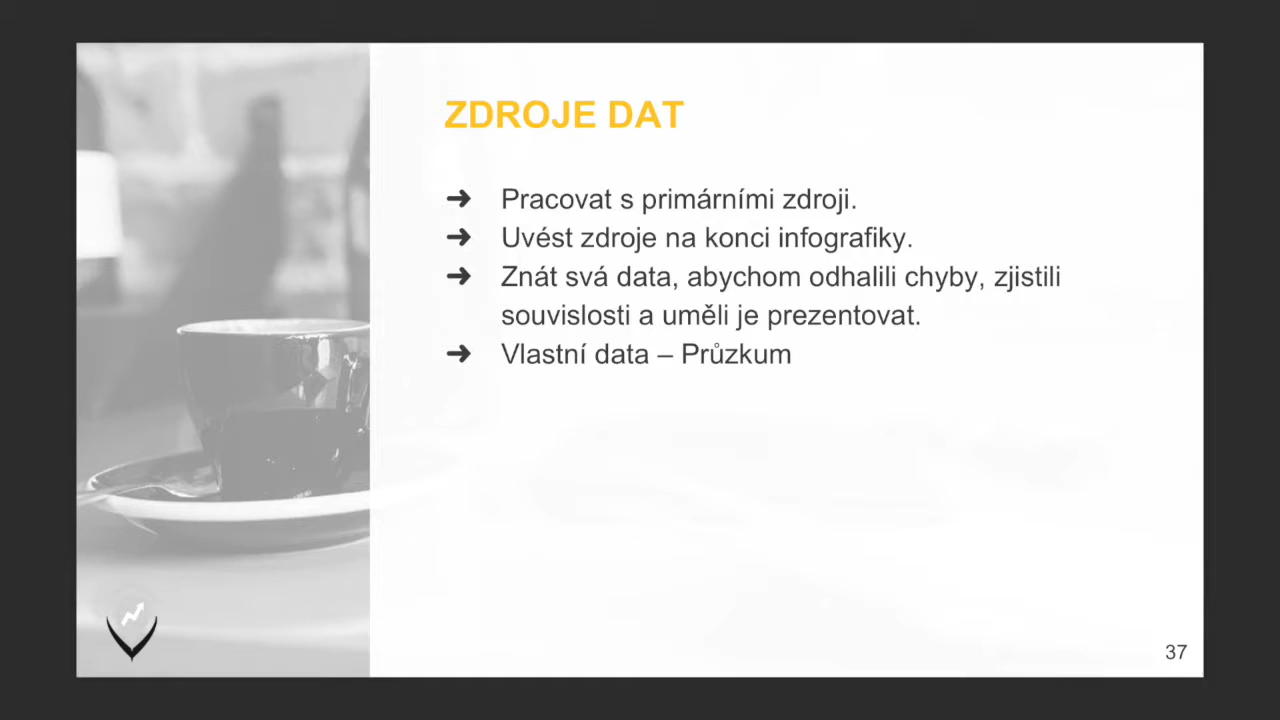 ZDROJE DAT
➜ Pracovat s primárními zdroji.
➜ Uvést zdroje na konci infografiky.
➜ Znát svá data, abychom odhalili chyby, zjistili
souvislosti a uměli je prezentovat.
➜ Vlastní data – Průzkum
37